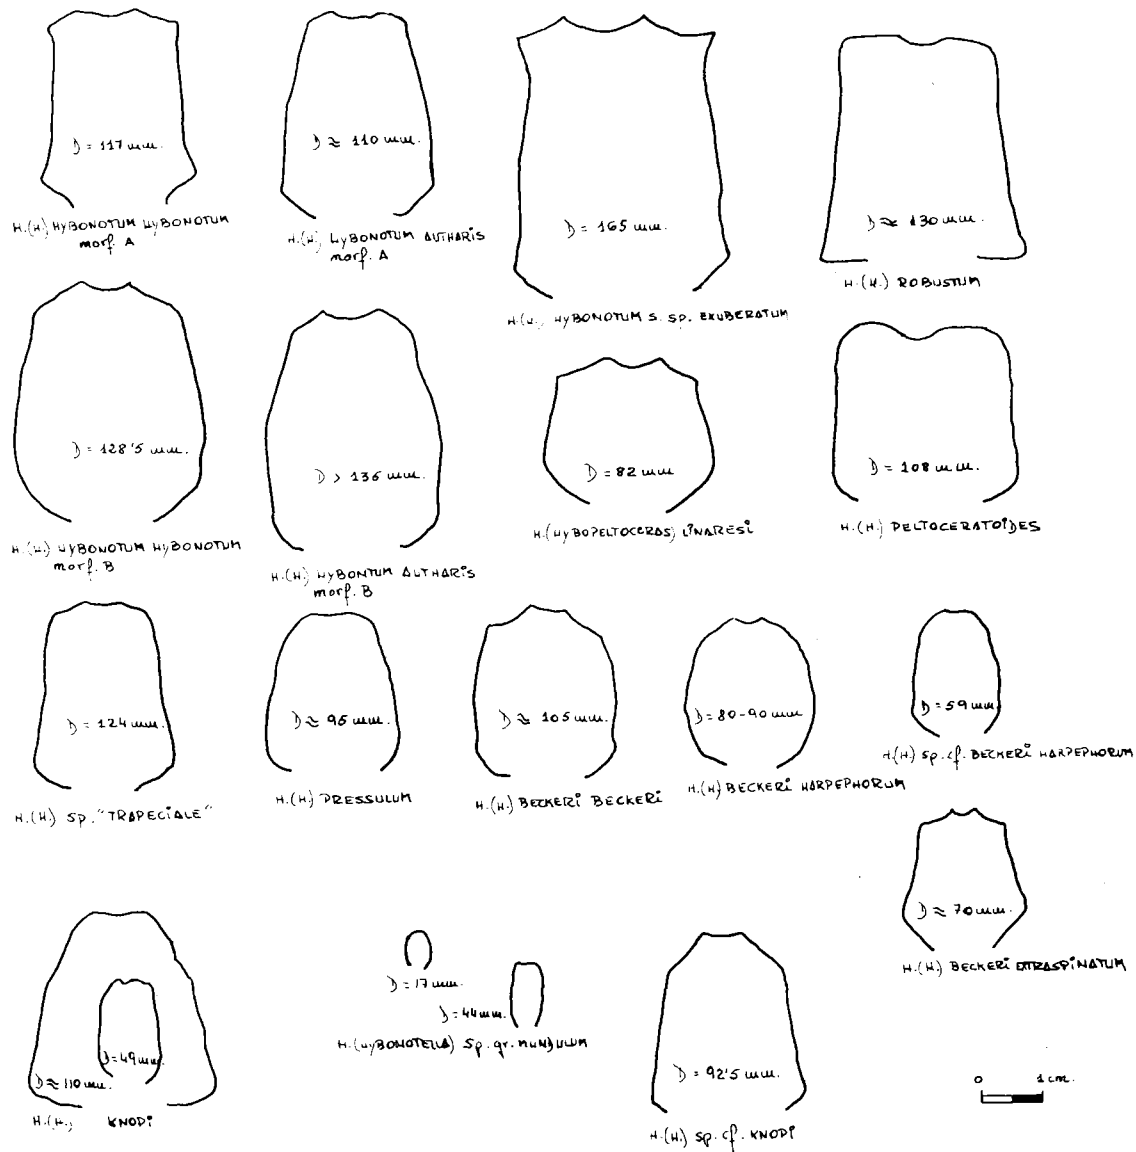 D = 117 mm.
H.(H.) HYBONOTUM HYBONOTUM
morf. A
D ≈ 110 mm.
H.(H.) HYBONOTUM AUTHARIS
morf. A
D = 165 mm.
H.(H.) HYBONOTUM S. SP. EXUBERATUM
D ≈ 130 mm.
H.(H.) ROBUSTUM
D = 128'5 mm.
H.(H.) HYBONOTUM HYBONOTUM
morf. B
D > 136 mm.
H.(H.) HYBONTUM AUTHARIS
morf. B
D = 82 mm
H.(HYBOPELTOCERAS) LINARESI
D = 108 mm.
H.(H.) PELTOCERATOIDES
D = 124 mm.
H.(H.) Sp. "TRAPECIALE"
D ≈ 95 mm.
H.(H) PRESSULUM
D ≈ 105 mm.
H.(H) BECKERI BECKERI
D = 80-90 mm
H.(H) BECKERI HARPEPHORUM
D = 59 mm.
H.(H) Sp. cf. BECKERI HARPEPHORUM
D ≈ 70 mm.
H.(H.) BECKERI EXTRASPINATUM
D = 49 mm.
D ≈ 110 mm.
H.(H.) KNODI
D = 17 mm.
D = 44 mm.
H.(HYBONOTELLA) Sp. gr. MUNDULUM
D = 92'5 mm.
H.(H.) Sp. cf. KNODI
0 1 cm.